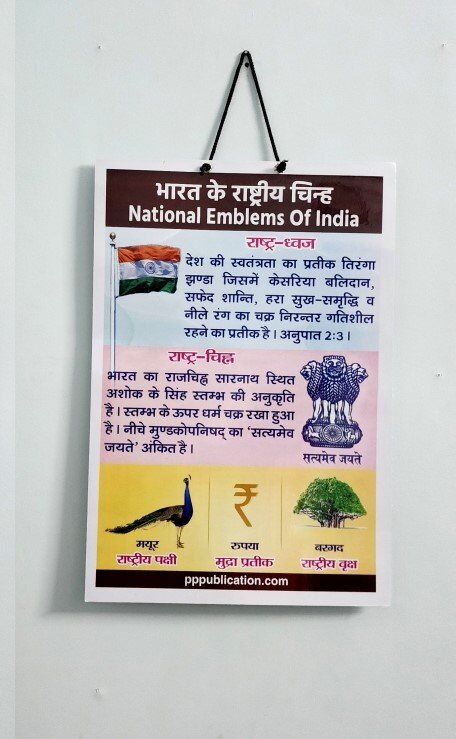 भारत के राष्ट्रीय चिन्ह
National Emblems Of India
राष्ट्र-ध्वज
देश की स्वतंत्रता का प्रतीक तिरंगा
झण्डा जिसमें केसरिया बलिदान,
सफेद शान्ति, हरा सुख-समृद्धि व
नीले रंग का चक्र निरन्तर गतिशील
रहने का प्रतीक है। अनुपात 2:3।
राष्ट्र-चिह्न
भारत का राजचिह्न सारनाथ स्थित
अशोक के सिंह स्तम्भ की अनुकृति
है। स्तम्भ के ऊपर धर्म चक्र रखा हुआ
है। नीचे मुण्डकोपनिषद् का 'सत्यमेव
जयते' अंकित है।
सत्यमेव जयते
मयूर
राष्ट्रीय पक्षी
रुपया
मुद्रा प्रतीक
बरगद
राष्ट्रीय वृक्ष
₹
pppublication.com